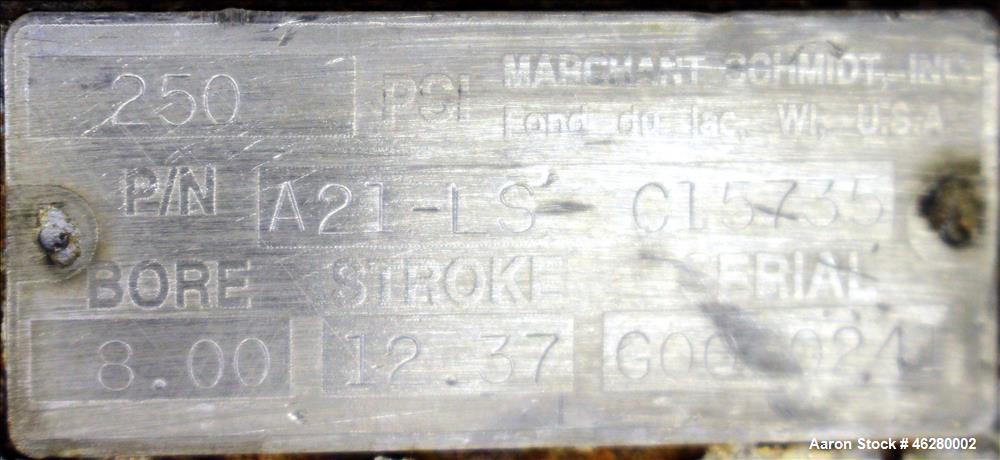 250 PSI MARCHANT SCHMIDT, INC
Fond du lac, WI. U.S.A
P/N A21-LS C15735
BORE STROKE SERIAL
8.00 12.37
Aaron Stock # 46280002